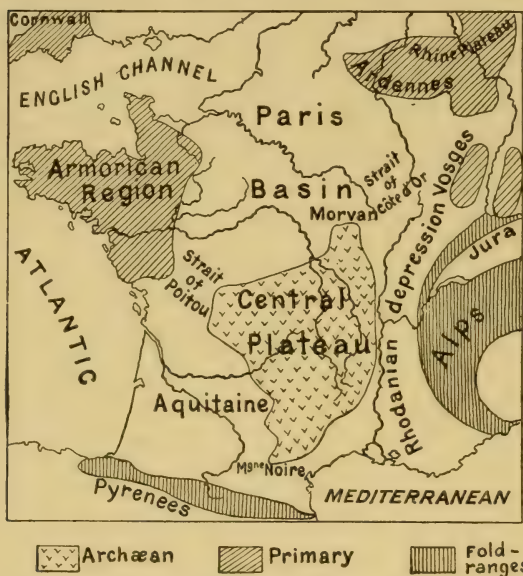 Cornwall
ENGLISH CHANNEL
Rhine Plateau
Ardennes
Paris
Basin
Armorican
Region
Strait of
Côte d'Or
Morvan
Vosges
Jura
Strait of
Poitou
Central
Plateau
Rhodanian depression
Alps
ATLANTIC
Aquitaine
Mgne Noire
Pyrenees
MEDITERRANEAN
Archæan
Primary
Fold-
ranges